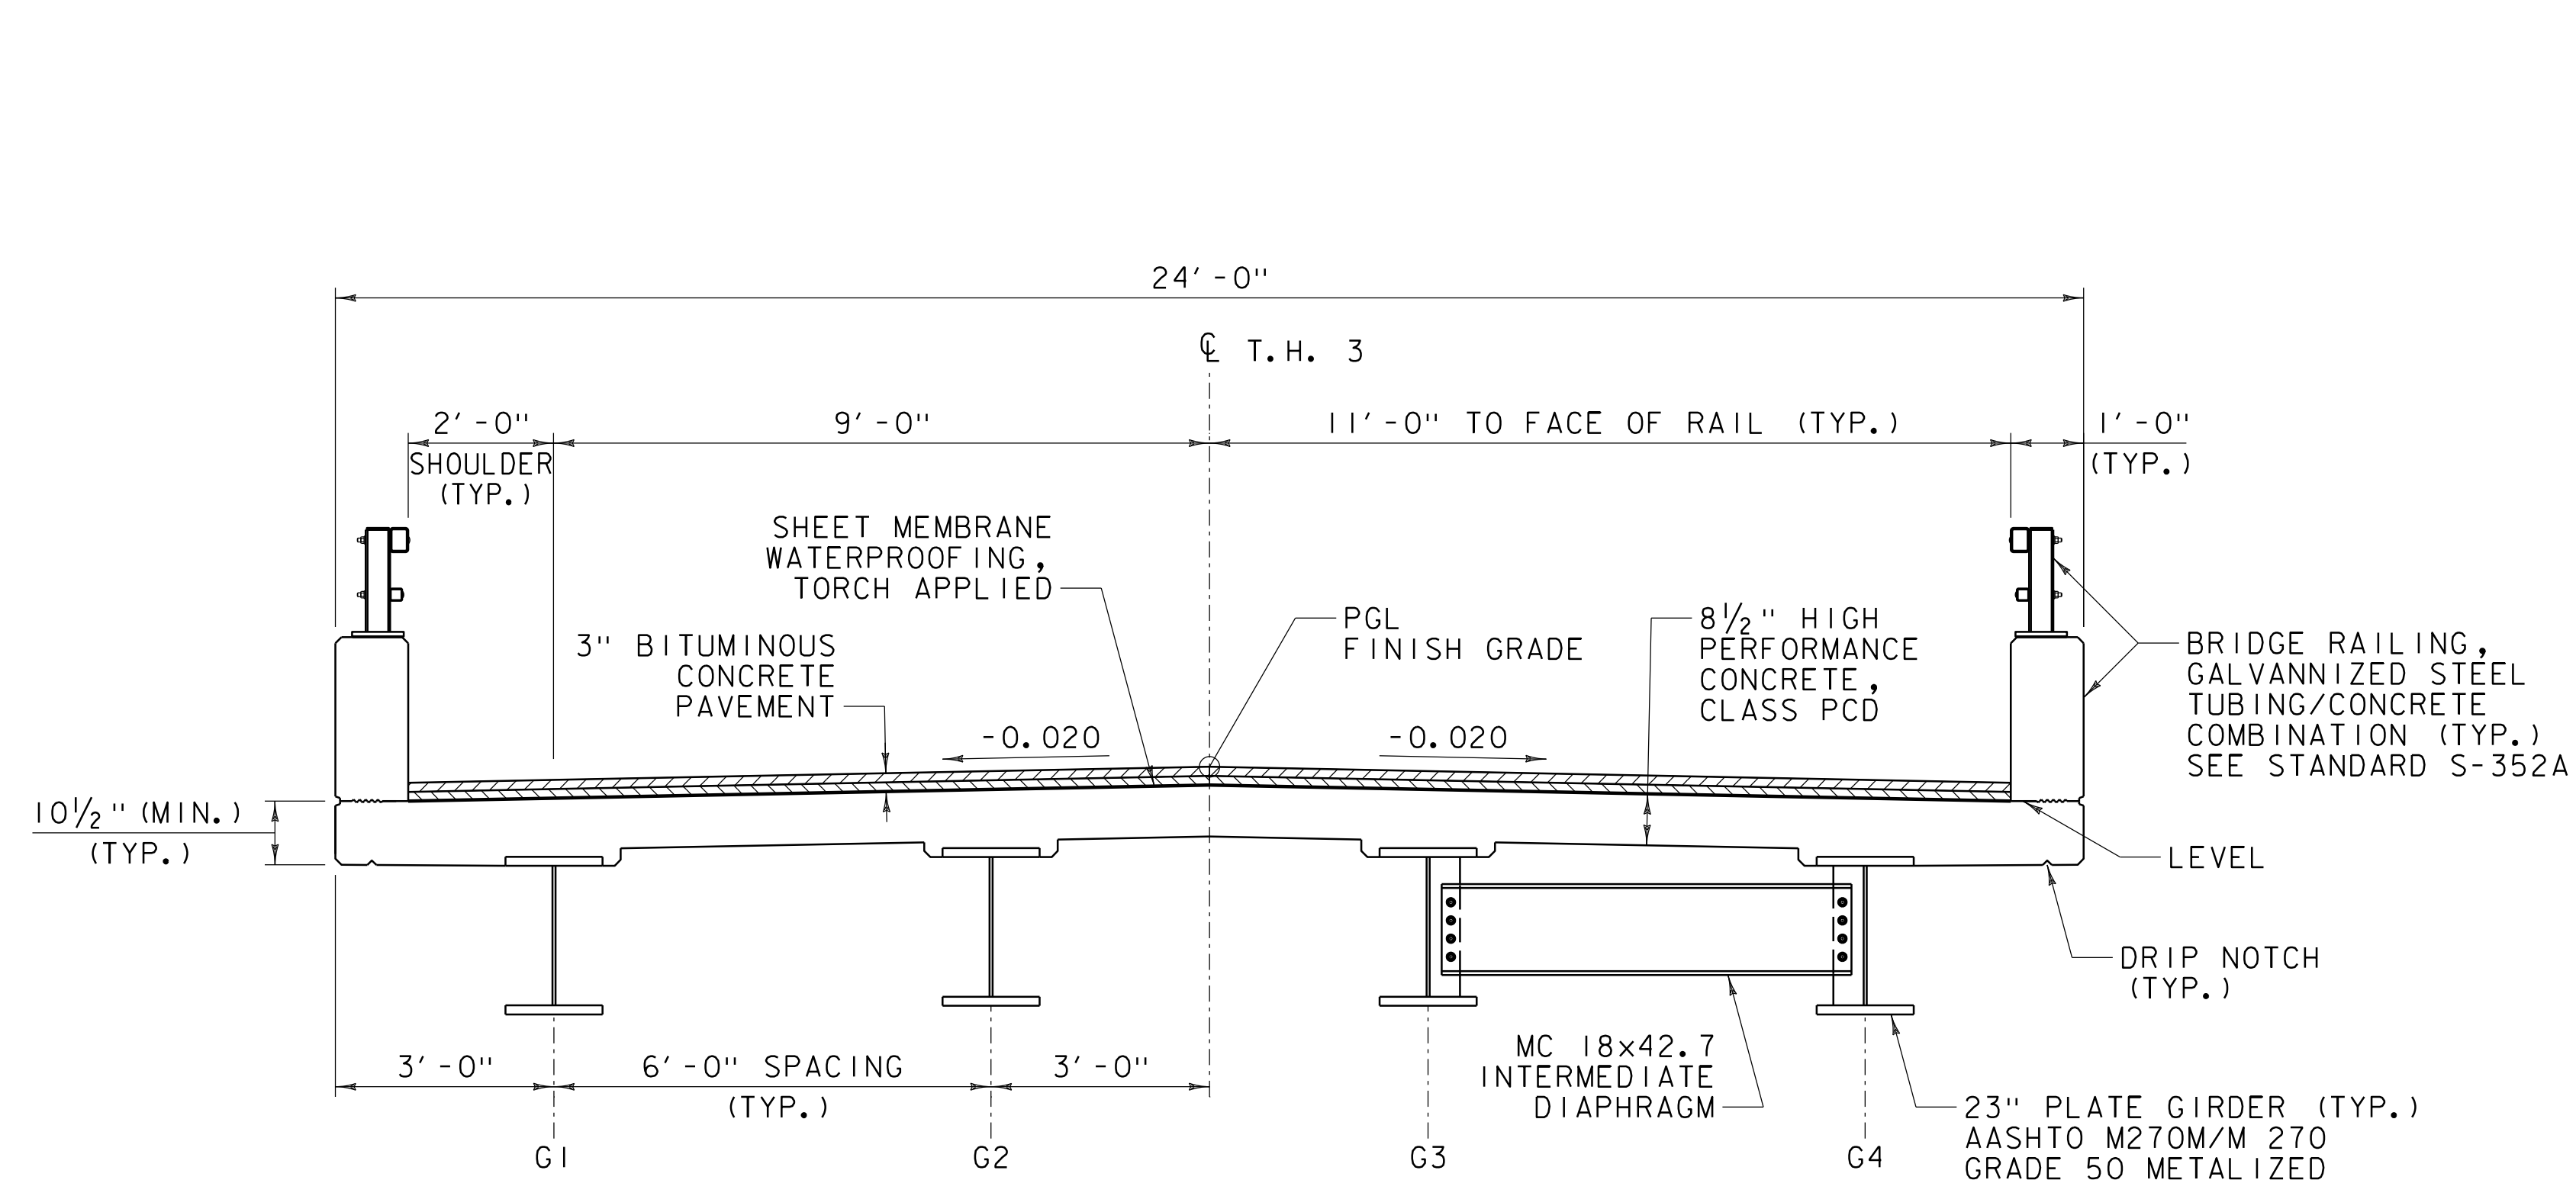 24'-0"
℄ T.H. 3
2'-0"
SHOULDER
(TYP.)
9'-0"
11'-0" TO FACE OF RAIL (TYP.)
1'-0"
(TYP.)
SHEET MEMBRANE
WATERPROOFING,
TORCH APPLIED
3" BITUMINOUS
CONCRETE
PAVEMENT
PGL
FINISH GRADE
8½" HIGH
PERFORMANCE
CONCRETE,
CLASS PCD
BRIDGE RAILING,
GALVANNIZED STEEL
TUBING/CONCRETE
COMBINATION (TYP.)
SEE STANDARD S-352A
-0.020
-0.020
10½" (MIN.)
(TYP.)
LEVEL
DRIP NOTCH
(TYP.)
3'-0"
6'-0" SPACING
(TYP.)
3'-0"
MC 18x42.7
INTERMEDIATE
DIAPHRAGM
23" PLATE GIRDER (TYP.)
AASHTO M270M/M 270
GRADE 50 METALIZED
G1
G2
G3
G4